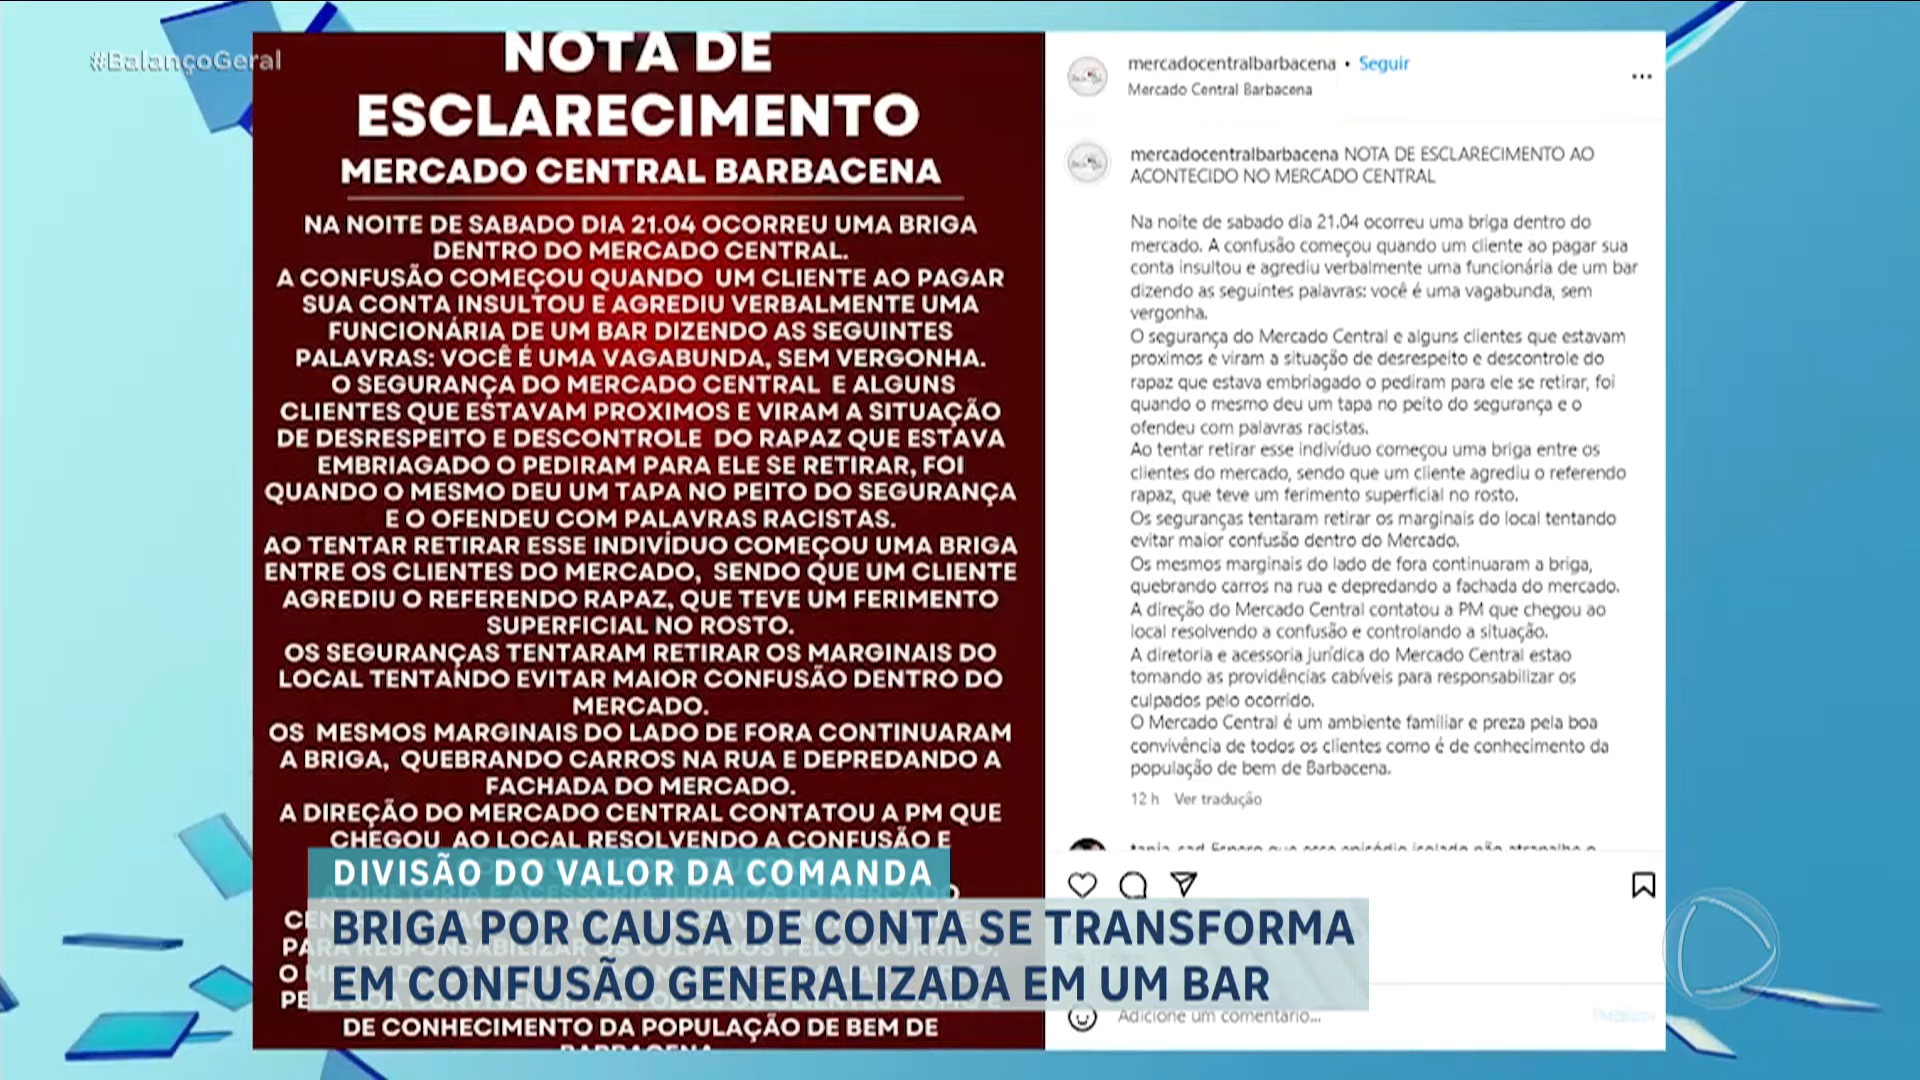 #BalançoGeral
NOTA DE
ESCLARECIMENTO
MERCADO CENTRAL BARBACENA
NA NOITE DE SABADO DIA 21.04 OCORREU UMA BRIGA
DENTRO DO MERCADO CENTRAL.
A CONFUSÃO COMEÇOU QUANDO UM CLIENTE AO PAGAR
SUA CONTA INSULTOU E AGREDIU VERBALMENTE UMA
FUNCIONÁRIA DE UM BAR DIZENDO AS SEGUINTES
PALAVRAS: VOCÊ É UMA VAGABUNDA, SEM VERGONHA.
O SEGURANÇA DO MERCADO CENTRAL E ALGUNS
CLIENTES QUE ESTAVAM PROXIMOS E VIRAM A SITUAÇÃO
DE DESRESPEITO E DESCONTROLE DO RAPAZ QUE ESTAVA
EMBRIAGADO O PEDIRAM PARA ELE SE RETIRAR, FOI
QUANDO O MESMO DEU UM TAPA NO PEITO DO SEGURANÇA
E O OFENDEU COM PALAVRAS RACISTAS.
AO TENTAR RETIRAR ESSE INDIVÍDUO COMEÇOU UMA BRIGA
ENTRE OS CLIENTES DO MERCADO, SENDO QUE UM CLIENTE
AGREDIU O REFERENDO RAPAZ, QUE TEVE UM FERIMENTO
SUPERFICIAL NO ROSTO.
OS SEGURANÇAS TENTARAM RETIRAR OS MARGINAIS DO
LOCAL TENTANDO EVITAR MAIOR CONFUSÃO DENTRO DO
MERCADO.
OS MESMOS MARGINAIS DO LADO DE FORA CONTINUARAM
A BRIGA, QUEBRANDO CARROS NA RUA E DEPREDANDO A
FACHADA DO MERCADO.
A DIREÇÃO DO MERCADO CENTRAL CONTATOU A PM QUE
CHEGOU AO LOCAL RESOLVENDO A CONFUSÃO E
DE CONHECIMENTO DA POPULAÇÃO DE BEM DE
BARBACENA.
mercadocentralbarbacena • Seguir
Mercado Central Barbacena
mercadocentralbarbacena NOTA DE ESCLARECIMENTO AO
ACONTECIDO NO MERCADO CENTRAL
Na noite de sabado dia 21.04 ocorreu uma briga dentro do
mercado. A confusão começou quando um cliente ao pagar sua
conta insultou e agrediu verbalmente uma funcionária de um bar
dizendo as seguintes palavras: você é uma vagabunda, sem
vergonha.
O segurança do Mercado Central e alguns clientes que estavam
proximos e viram a situação de desrespeito e descontrole do
rapaz que estava embriagado o pediram para ele se retirar, foi
quando o mesmo deu um tapa no peito do segurança e o
ofendeu com palavras racistas.
Ao tentar retirar esse indivíduo começou uma briga entre os
clientes do mercado, sendo que um cliente agrediu o referendo
rapaz, que teve um ferimento superficial no rosto.
Os seguranças tentaram retirar os marginais do local tentando
evitar maior confusão dentro do Mercado.
Os mesmos marginais do lado de fora continuaram a briga,
quebrando carros na rua e depredando a fachada do mercado.
A direção do Mercado Central contatou a PM que chegou ao
local resolvendo a confusão e controlando a situação.
A diretoria e acessoria jurídica do Mercado Central estao
tomando as providências cabíveis para responsabilizar os
culpados pelo ocorrido.
O Mercado Central é um ambiente familiar e preza pela boa
convivência de todos os clientes como é de conhecimento da
população de bem de Barbacena.
12 h Ver tradução
Adicione um comentário...
DIVISÃO DO VALOR DA COMANDA
BRIGA POR CAUSA DE CONTA SE TRANSFORMA
EM CONFUSÃO GENERALIZADA EM UM BAR